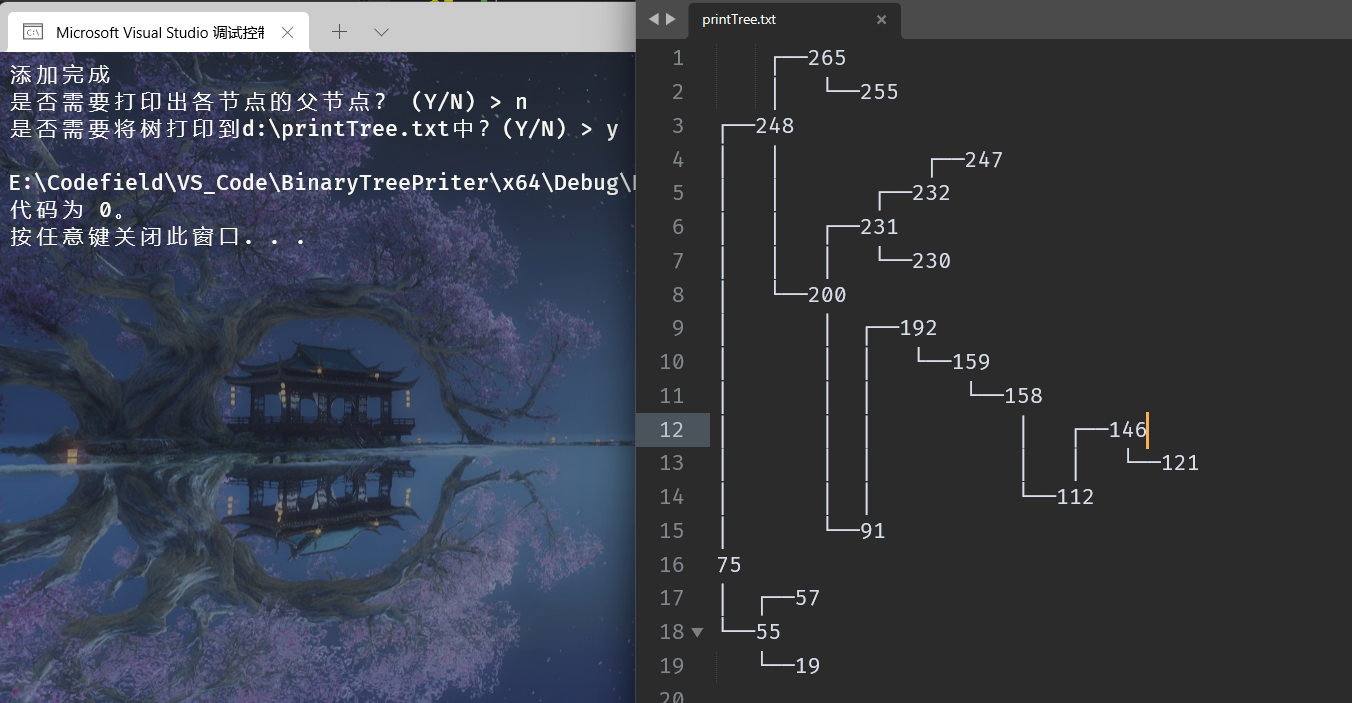 Microsoft Visual Studio 调试控
添加完成
是否需要打印出各节点的父节点? (Y/N) > n
是否需要将树打印到d:\printTree.txt中?(Y/N) > y
E:\Codefield\VS_Code\BinaryTreePriter\x64\Debug\
代码为 0。
按任意键关闭此窗口. . .
printTree.txt
1 ┌──265
2 │ └──255
3 ┌──248
4 │ │ ┌──247
5 │ │ ┌──232
6 │ │ ┌──231
7 │ │ │ └──230
8 │ └──200
9 │ │ ┌──192
10 │ │ │ └──159
11 │ │ │ └──158
12 │ │ │ │ ┌──146
13 │ │ │ │ │ └──121
14 │ │ │ └──112
15 │ └──91
16 75
17 │ ┌──57
18 └──55
19 └──19
20